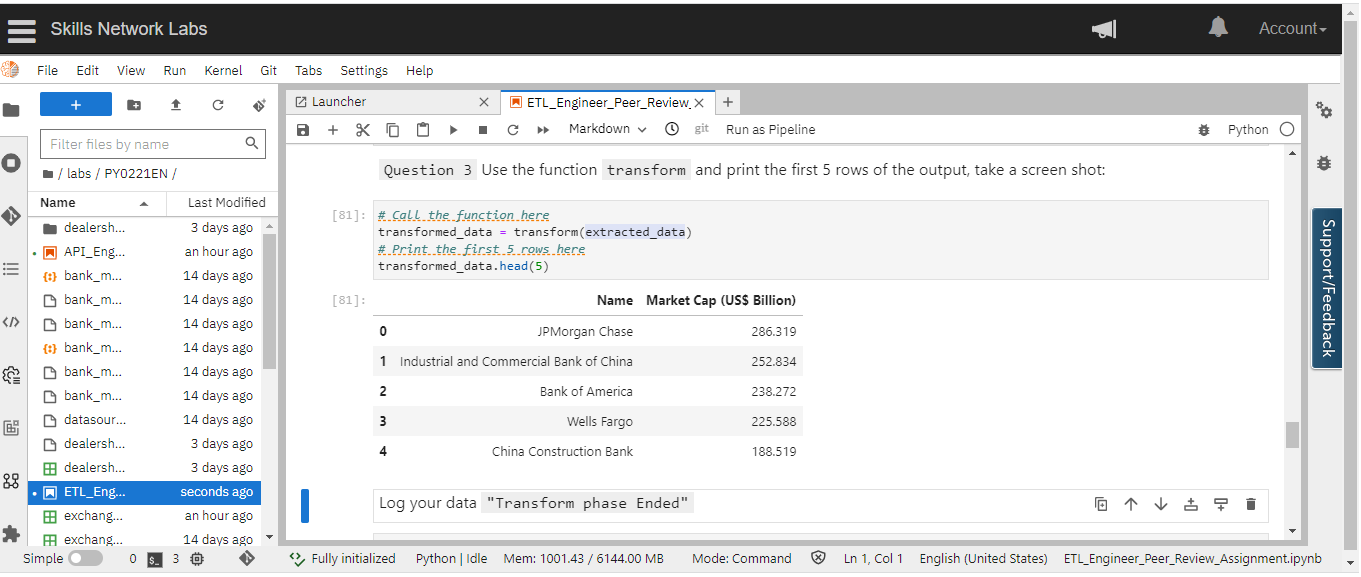 Skills Network Labs
Account
File Edit View Run Kernel Git Tabs Settings Help
Filter files by name
/ labs / PY0221EN /
Name Last Modified
dealersh... 3 days ago
API_Eng... an hour ago
bank_m... 14 days ago
bank_m... 14 days ago
bank_m... 14 days ago
bank_m... 14 days ago
bank_m... 14 days ago
bank_m... 14 days ago
datasour... 14 days ago
dealersh... 3 days ago
dealersh... 3 days ago
ETL_Eng... seconds ago
exchang... an hour ago
exchang... 14 days ago
Launcher
ETL_Engineer_Peer_Review_
Markdown
git
Run as Pipeline
Python
Question 3 Use the function transform and print the first 5 rows of the output, take a screen shot:
[81]:
# Call the function here
transformed_data = transform(extracted_data)
# Print the first 5 rows here
transformed_data.head(5)
[81]:
Name Market Cap (US$ Billion)
0 JPMorgan Chase 286.319
1 Industrial and Commercial Bank of China 252.834
2 Bank of America 238.272
3 Wells Fargo 225.588
4 China Construction Bank 188.519
Log your data "Transform phase Ended"
Support/Feedback
Simple 0 3 Fully initialized Python | Idle Mem: 1001.43 / 6144.00 MB Mode: Command Ln 1, Col 1 English (United States) ETL_Engineer_Peer_Review_Assignment.ipynb